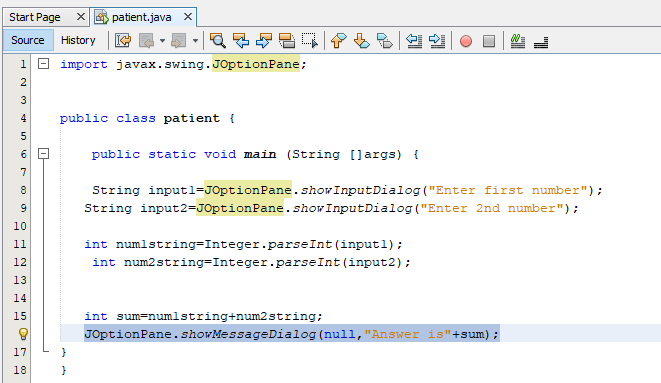 Start Page
patient.java
Source History
1 import javax.swing.JOptionPane;
2
3
4 public class patient {
5
6 public static void main (String []args) {
7
8 String input1=JOptionPane.showInputDialog("Enter first number");
9 String input2=JOptionPane.showInputDialog("Enter 2nd number");
10
11 int num1string=Integer.parseInt(input1);
12 int num2string=Integer.parseInt(input2);
13
14
15 int sum=num1string+num2string;
JOptionPane.showMessageDialog(null,"Answer is"+sum);
17 }
18 }